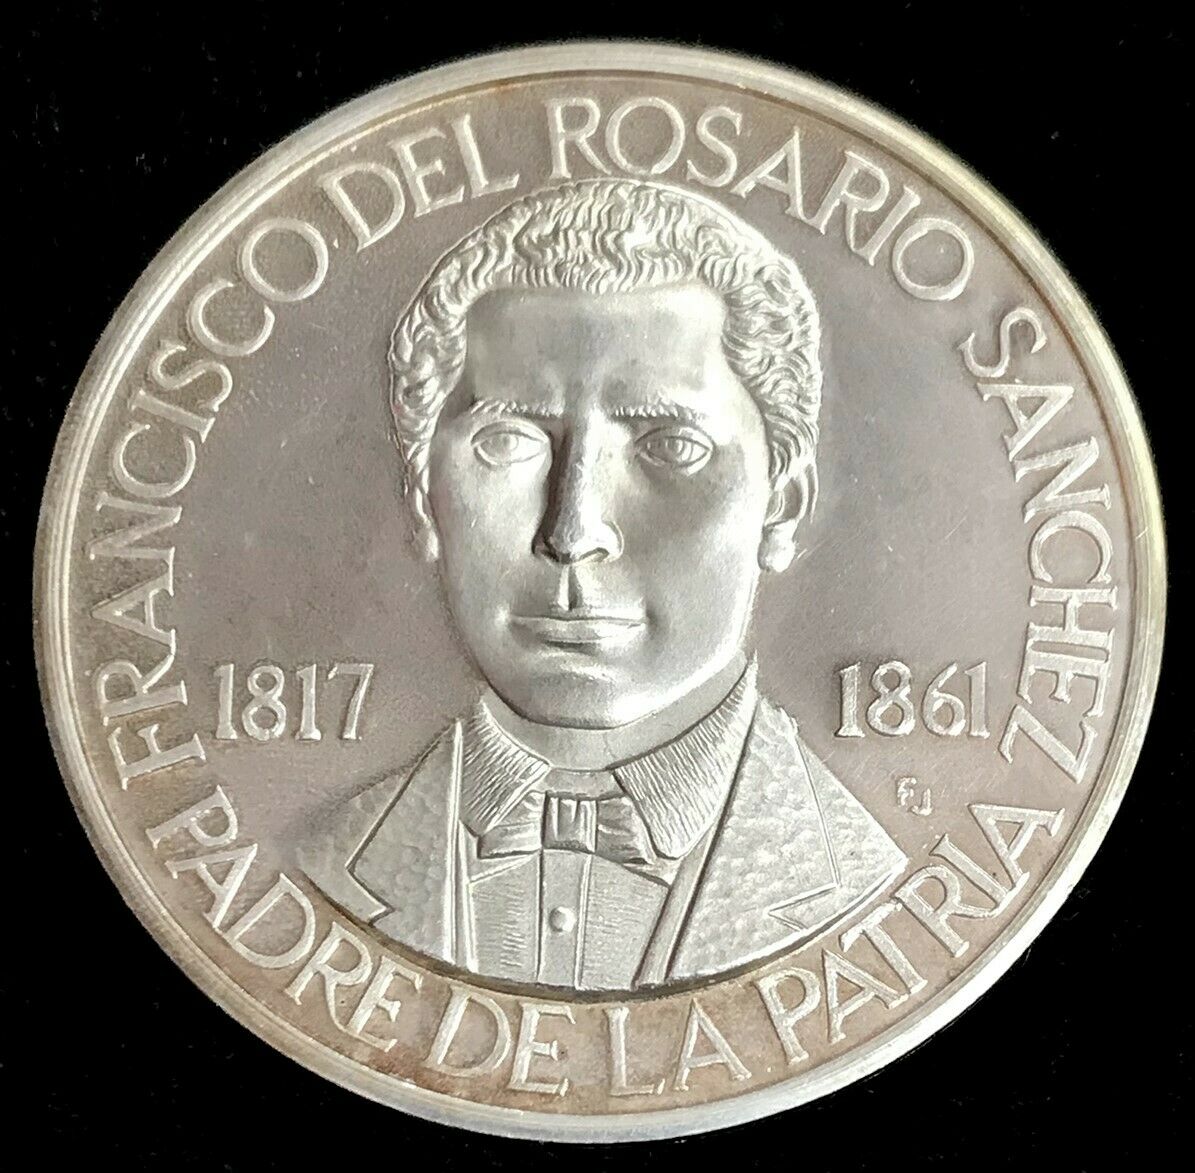 FRANCISCO DEL ROSARIO SANCHEZ
1817
1861
FJ
PADRE DE LA PATRIA